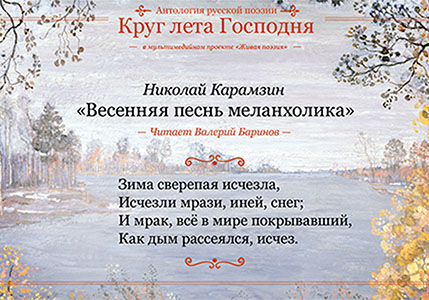 Антология русской поэзии
Круг лета Господня
— в мультимедийном проекте «Живая поэзия» —
Николай Карамзин
«Весенняя песнь меланхолика»
— Читает Валерий Баринов —
Зима свирепая исчезла,
Исчезли мрази, иней, снег;
И мрак, всё в мире покрывавший,
Как дым рассеялся, исчез.